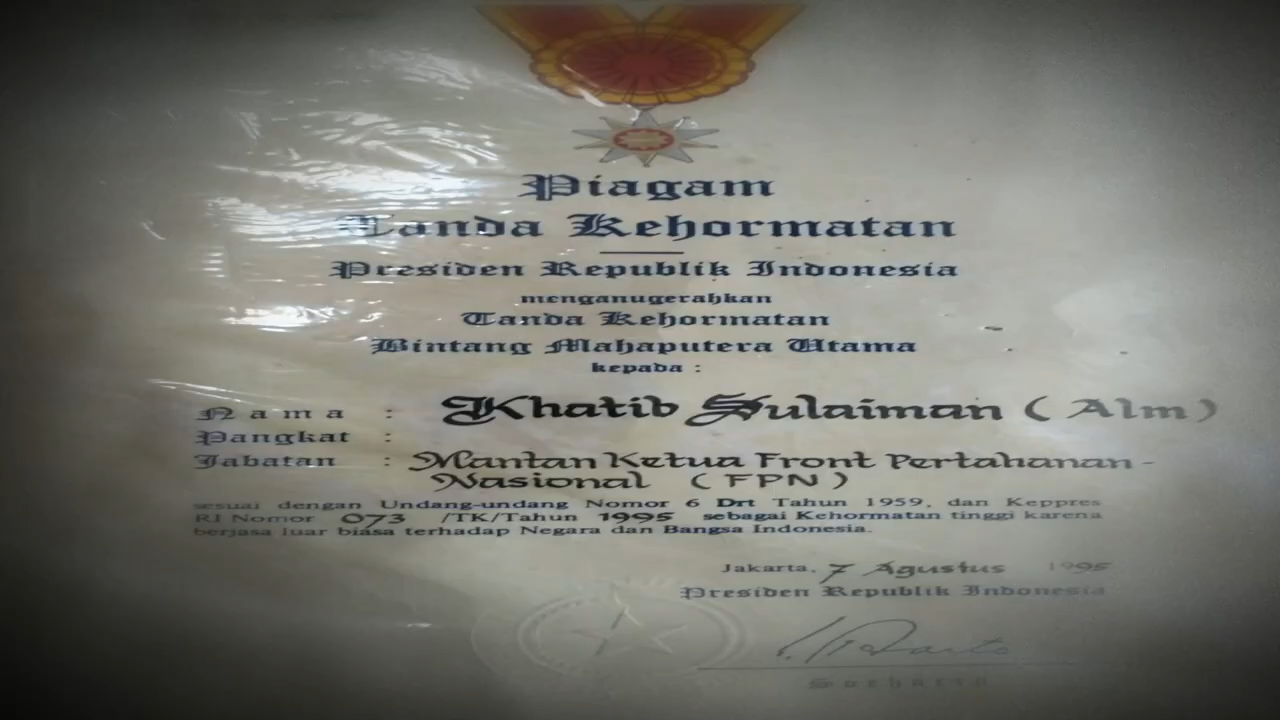 Piagam
Tanda Kehormatan
Presiden Republik Indonesia
menganugerahkan
Tanda Kehormatan
Bintang Mahaputera Utama
kepada :
Nama : Khatib Sulaiman ( Alm )
Pangkat :
Jabatan : Mantan Ketua Front Pertahanan-
Nasional ( FPN )
sesuai dengan Undang-undang Nomor 6 Drt Tahun 1959, dan Keppres
RI Nomor 073 /TK/Tahun 1995 sebagai Kehormatan tinggi karena
berjasa luar biasa terhadap Negara dan Bangsa Indonesia.
Jakarta, 7 Agustus 1995
Presiden Republik Indonesia
Soeharto